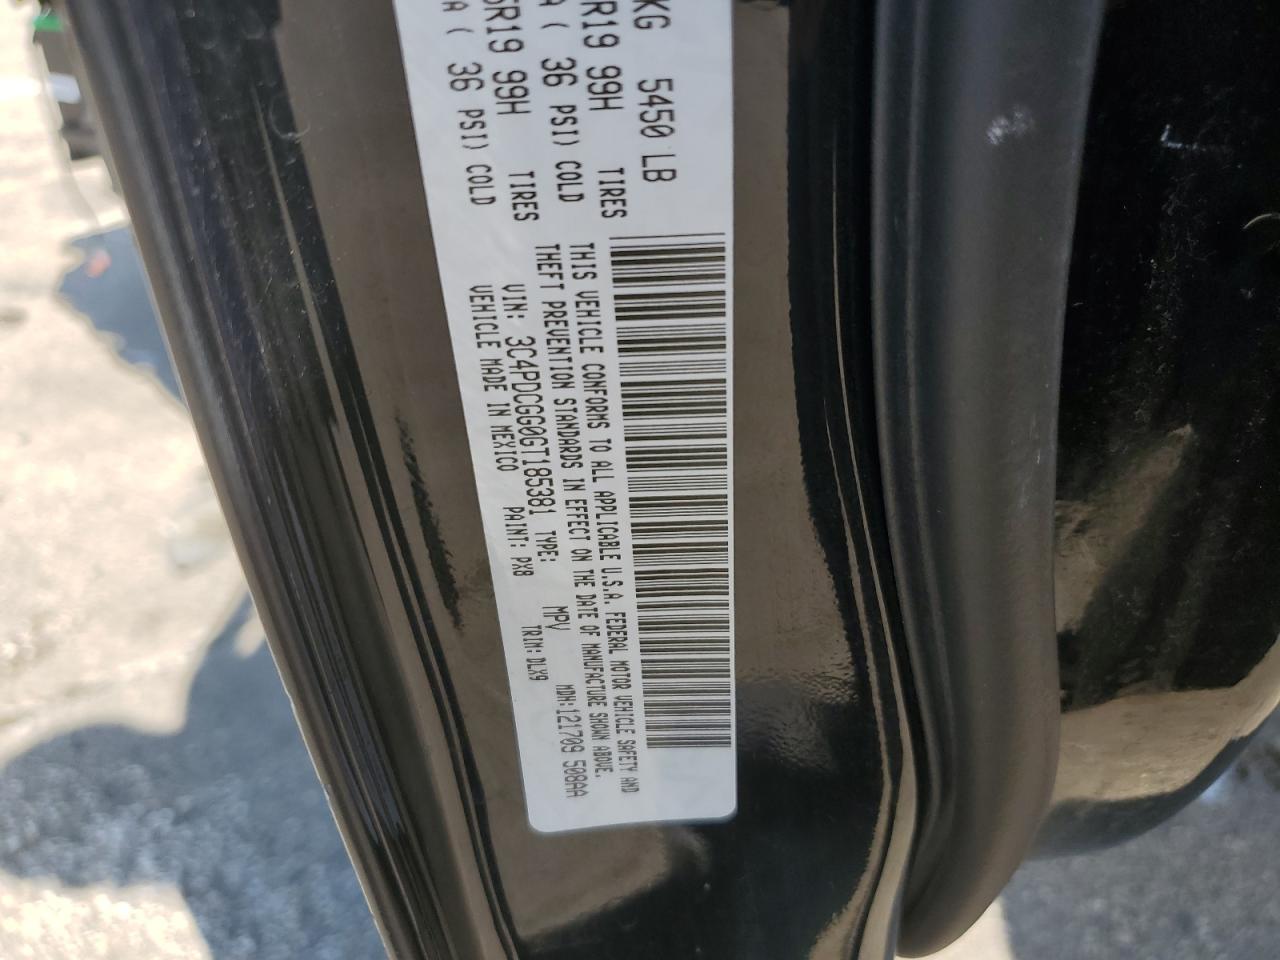 KG 5450 LB
R19 99H TIRES
A ( 36 PSI) COLD
5R19 99H TIRES
A ( 36 PSI) COLD
THIS VEHICLE CONFORMS TO ALL APPLICABLE U.S.A. FEDERAL MOTOR VEHICLE SAFETY AND
THEFT PREVENTION STANDARDS IN EFFECT ON THE DATE OF MANUFACTURE SHOWN ABOVE.
VIN: 3C4PDCGG0GT185381 TYPE: MPV MDH:121709 508AA
VEHICLE MADE IN MEXICO PAINT: PX8 TRIM: DLX9